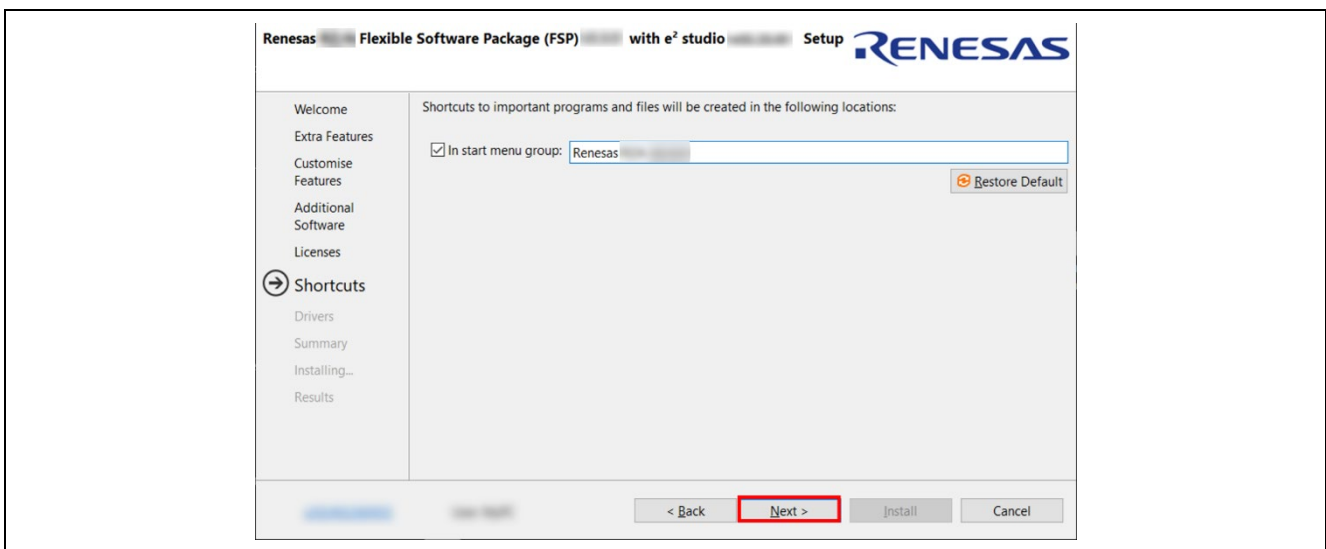 Renesas Flexible Software Package (FSP) with e² studio Setup
RENESAS
Welcome
Extra Features
Customise
Features
Additional
Software
Licenses
Shortcuts
Drivers
Summary
Installing...
Results
Shortcuts to important programs and files will be created in the following locations:
In start menu group: Renesas
Restore Default
< Back Next > Install Cancel